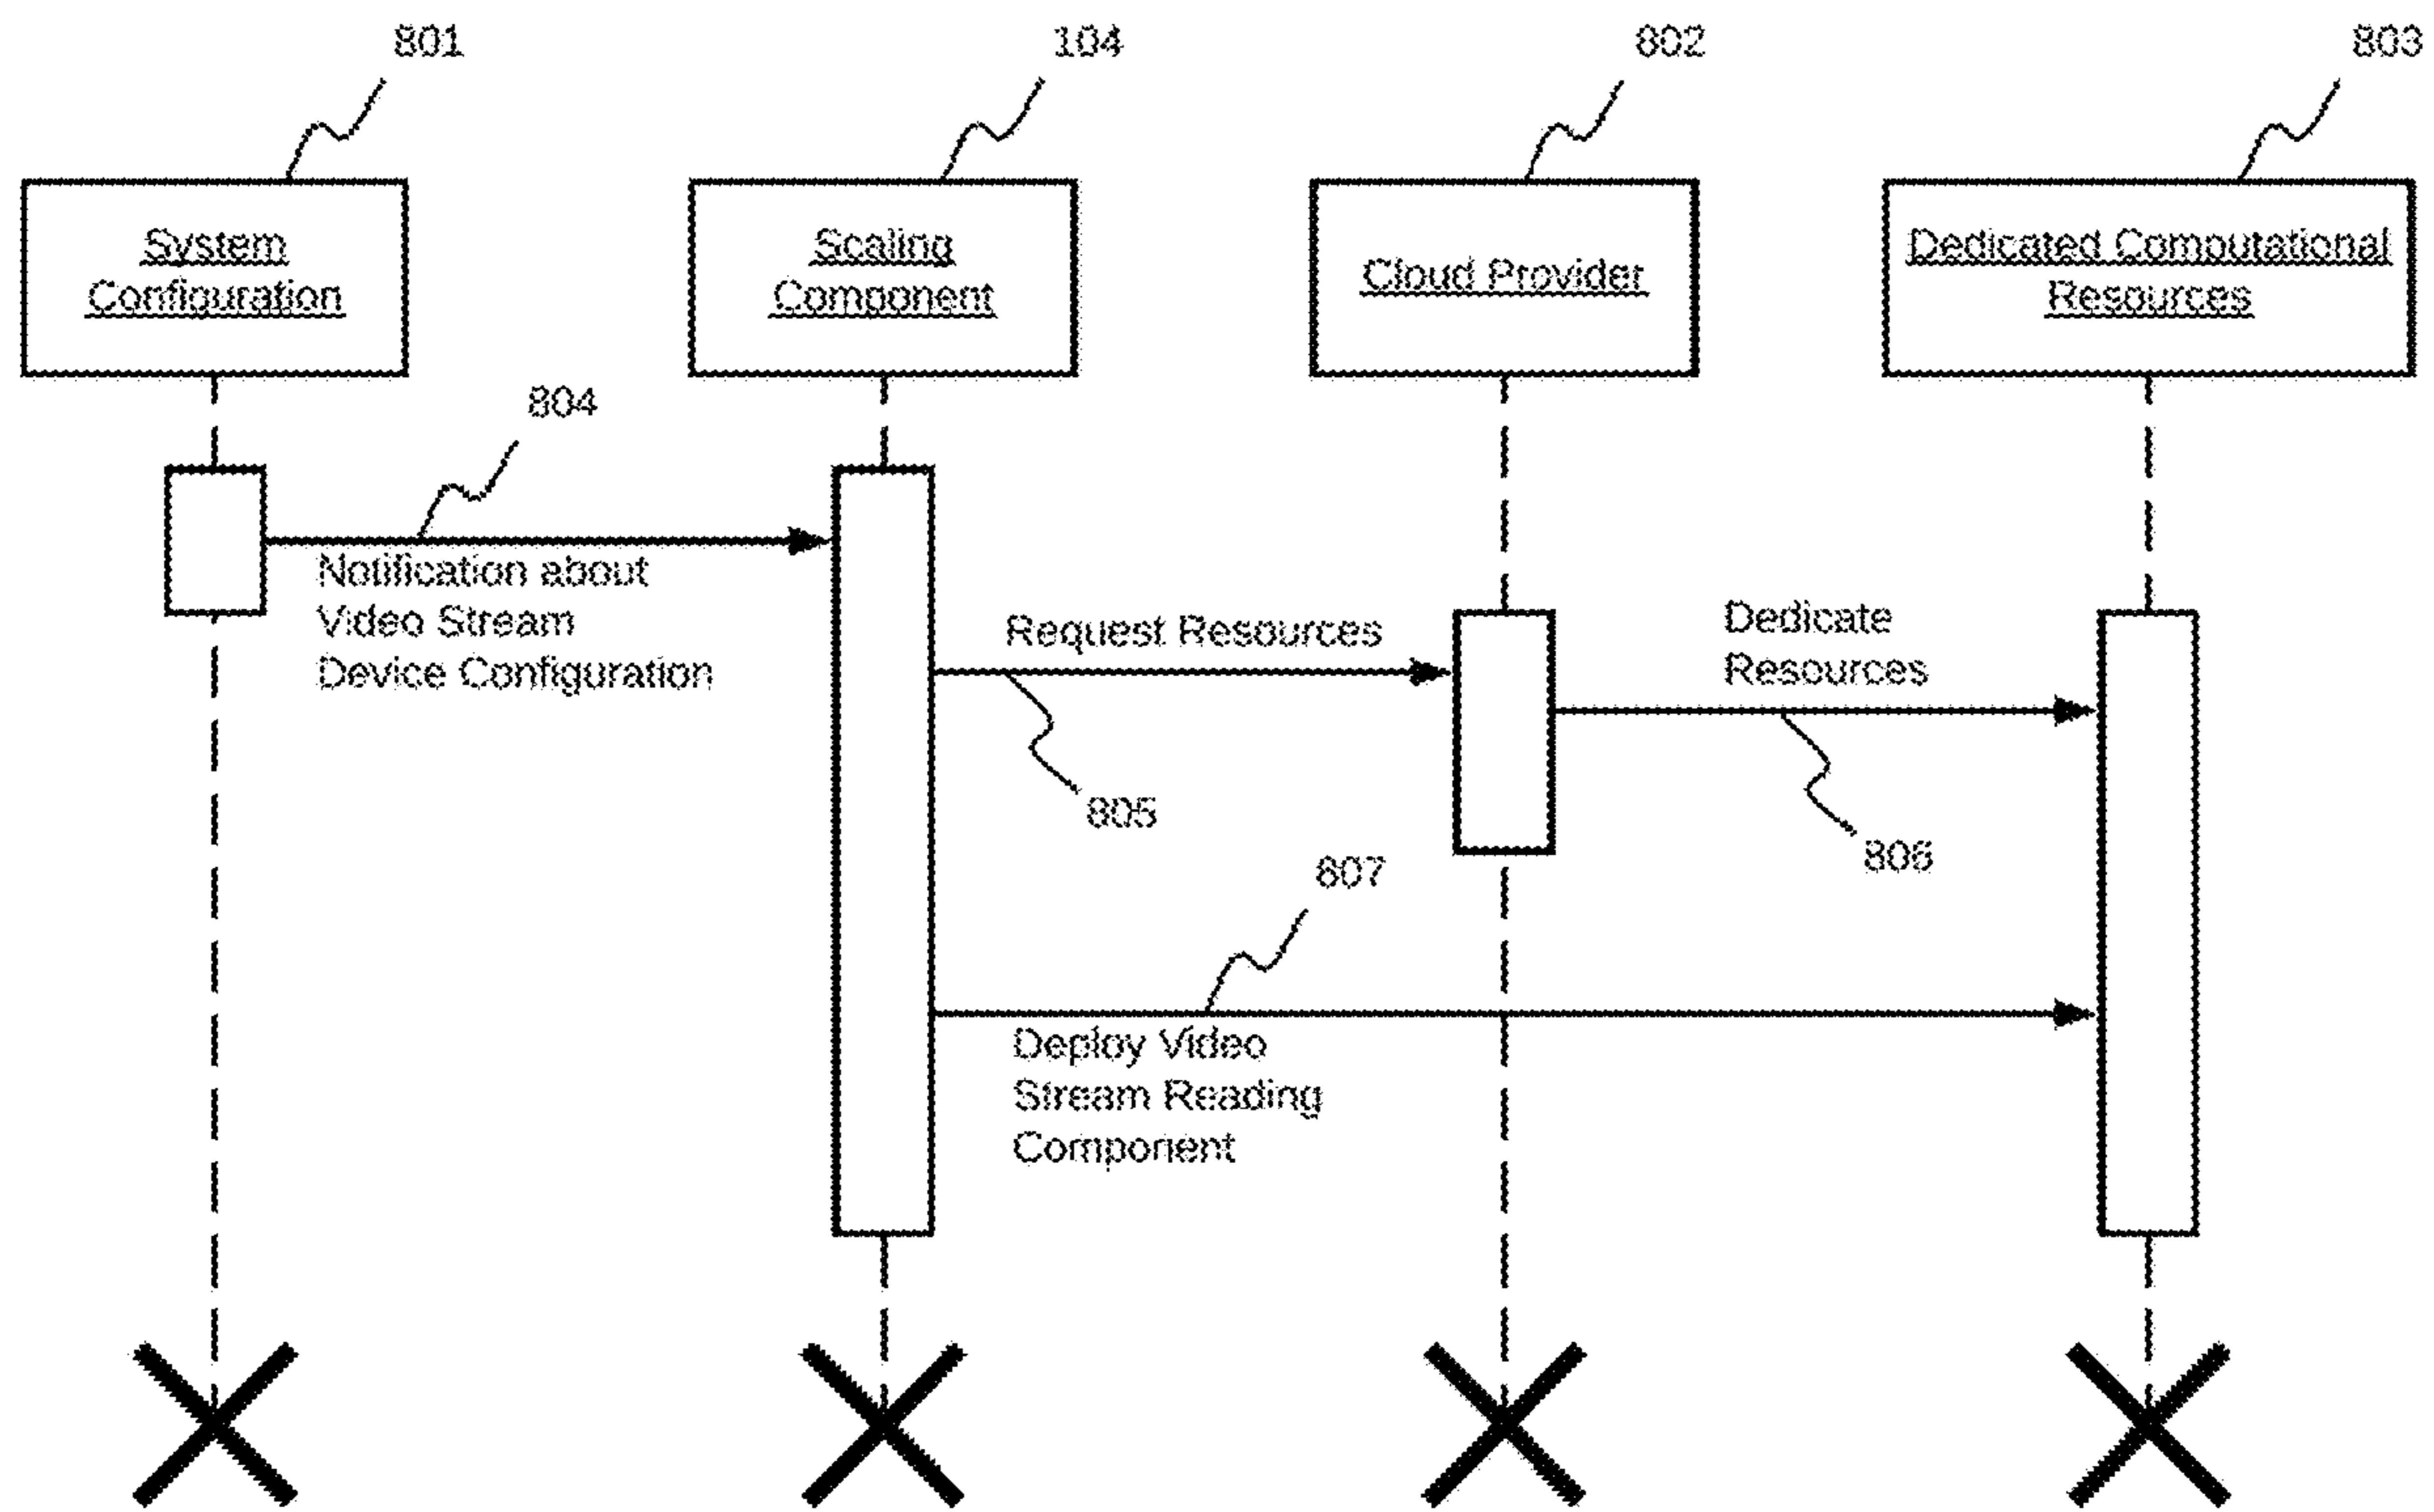 801
104
802
803
System
Configuration
Scaling
Component
Cloud Provider
Dedicated Computational
Resources
804
Notification about
Video Stream
Device Configuration
Request Resources
805
Dedicate
Resources
806
807
Deploy Video
Stream Reading
Component